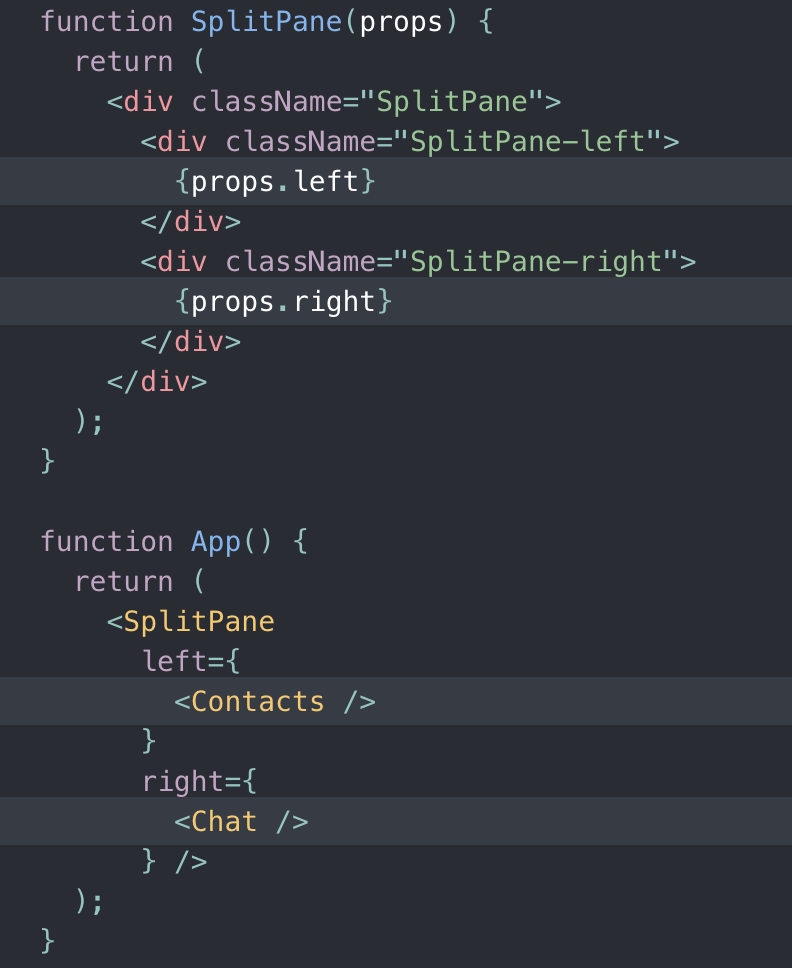 function SplitPane(props) {
  return (
    <div className="SplitPane">
      <div className="SplitPane-left">
        {props.left}
      </div>
      <div className="SplitPane-right">
        {props.right}
      </div>
    </div>
  );
}

function App() {
  return (
    <SplitPane
      left={
        <Contacts />
      }
      right={
        <Chat />
      } />
  );
}